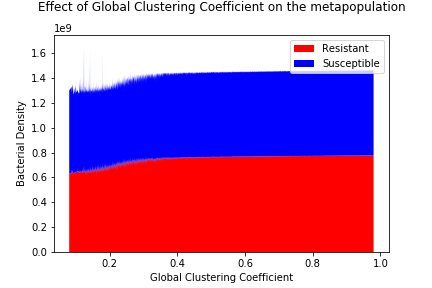 Effect of Global Clustering Coefficient on the metapopulation
1e9
Resistant
Susceptible
1.6
1.4
1.2
1.0
0.8
0.6
0.4
0.2
0.0
Bacterial Density
0.2 0.4 0.6 0.8 1.0
Global Clustering Coefficient